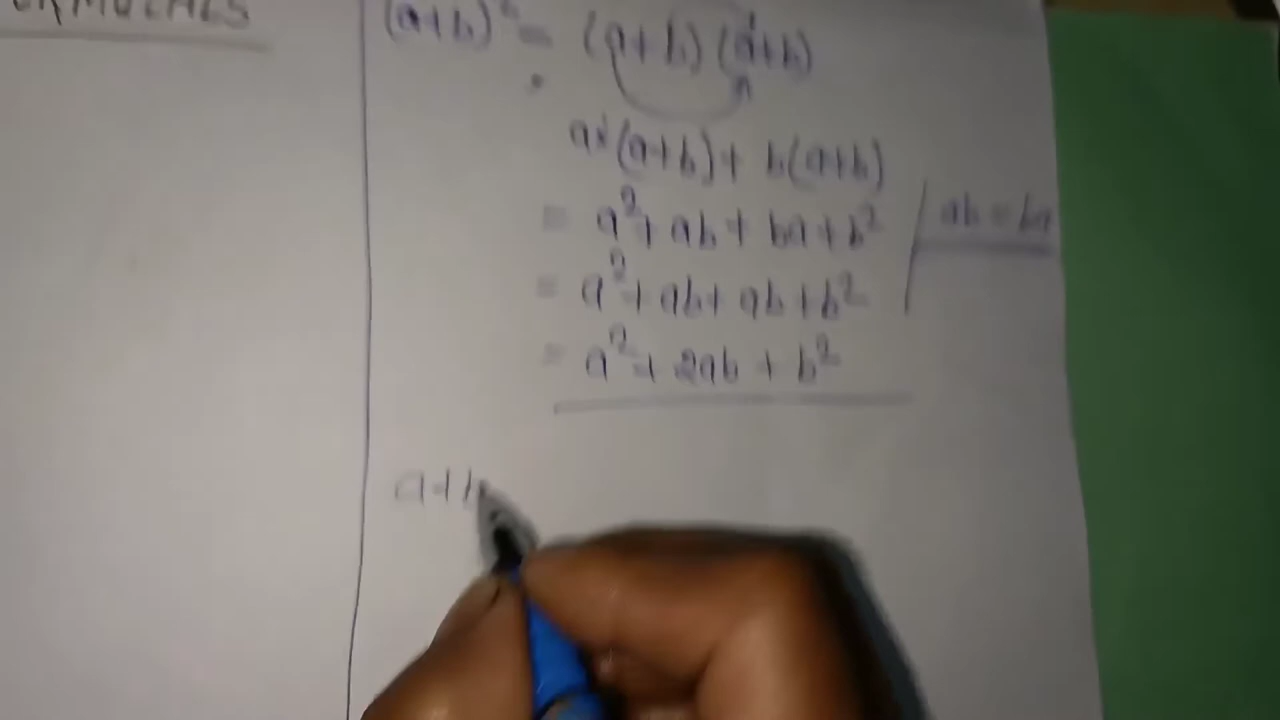 (a+b)² = (a+b) (a+b)
a×(a+b)+ b(a+b)
= a²+ ab + ba + b²
ab = ba
= a²+ ab + ab + b²
= a²+ 2ab + b²
a+b